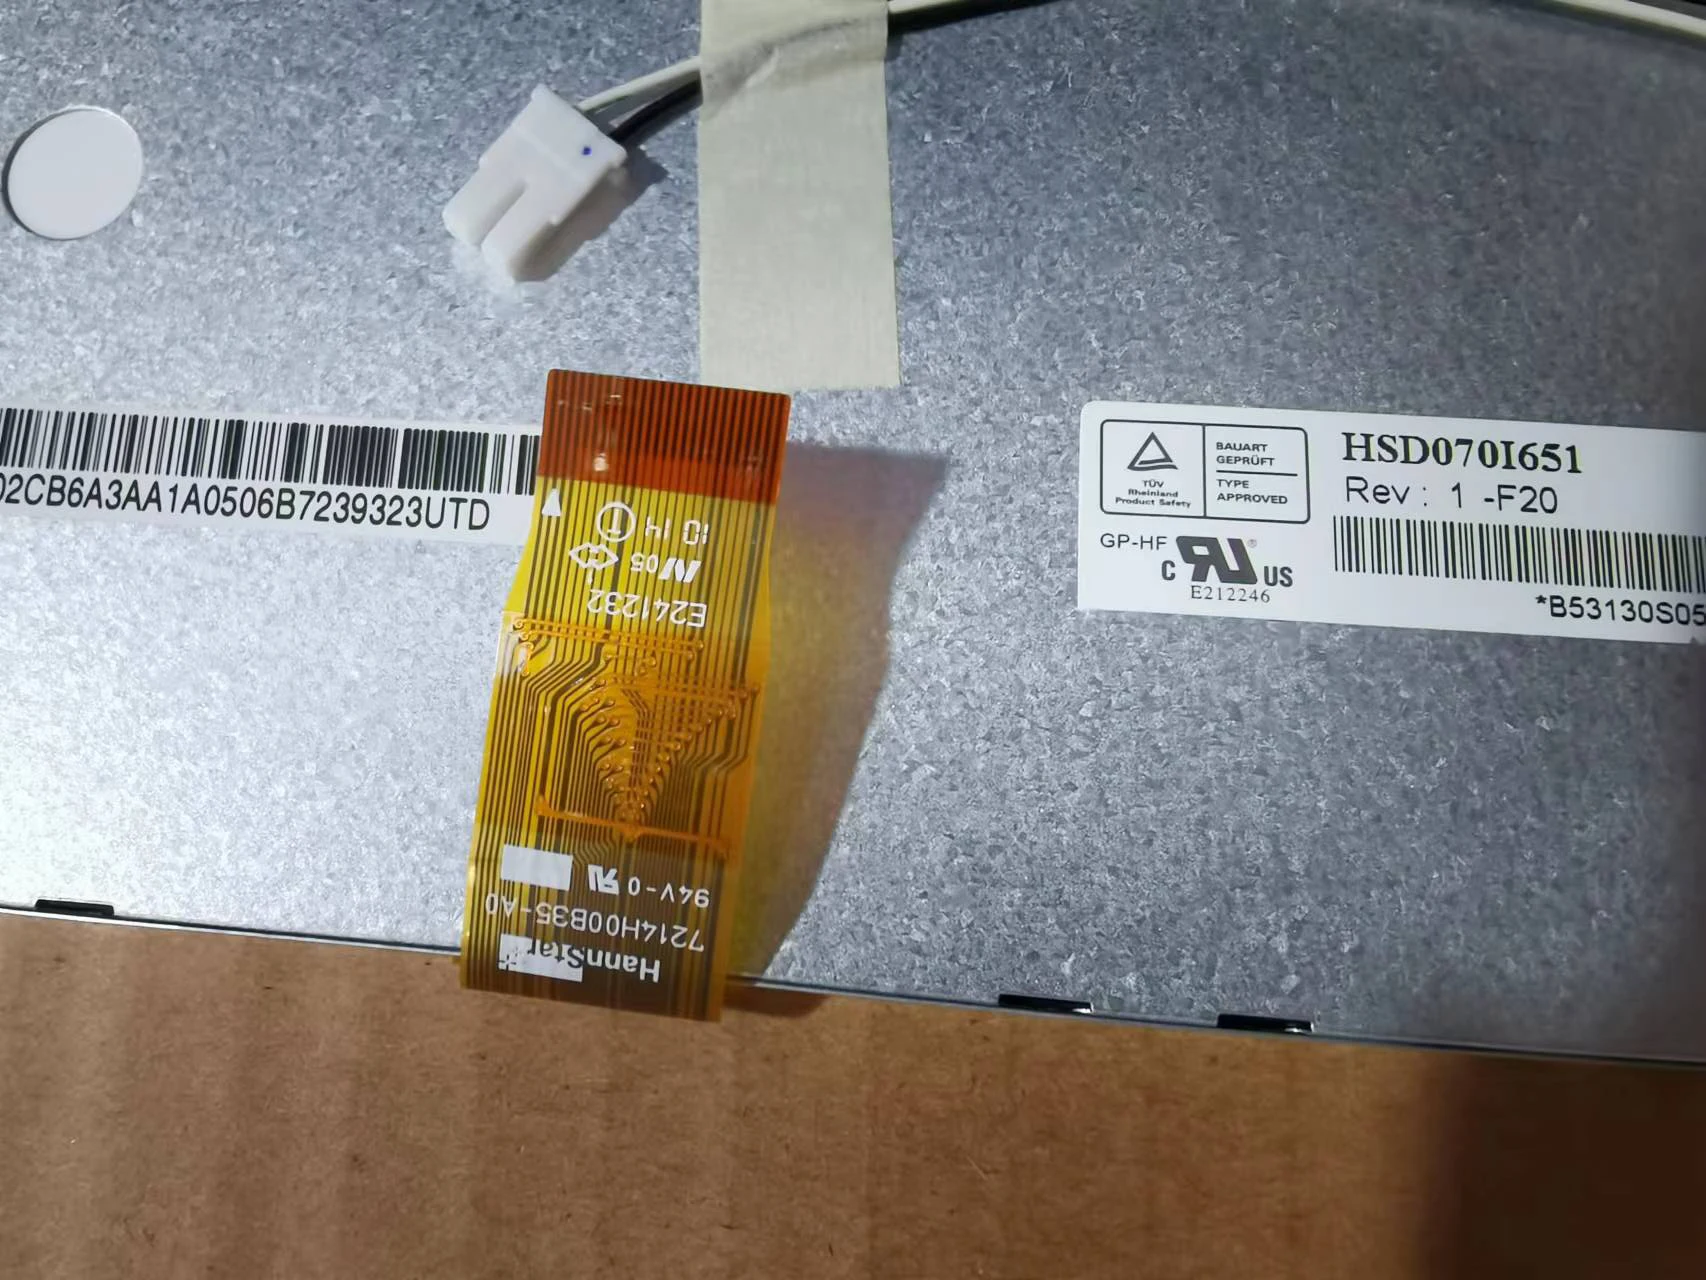 02CB6A3AA1A0506B7239323UTD
TÜV
Rheinland
Product Safety
BAUART
GEPRÜFT
TYPE
APPROVED
HSD070I651
Rev : 1 -F20
GP-HF
C
US
E212246
*B53130S05
HannStar
7214H00B35-A0
94V-0
E241232
05
10 14